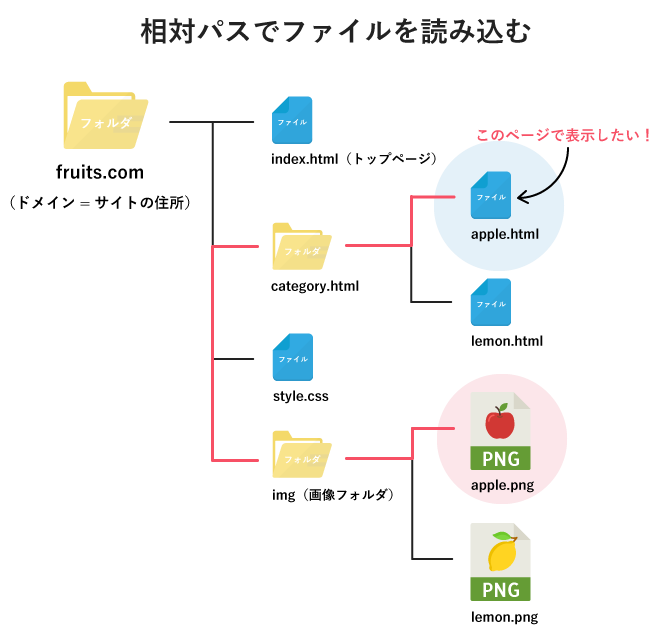 相対パスでファイルを読み込む
フォルダ
fruits.com
（ドメイン = サイトの住所）
ファイル
index.html（トップページ）
フォルダ
category.html
ファイル
style.css
フォルダ
img（画像フォルダ）
このページで表示したい！
ファイル
apple.html
ファイル
lemon.html
PNG
apple.png
PNG
lemon.png